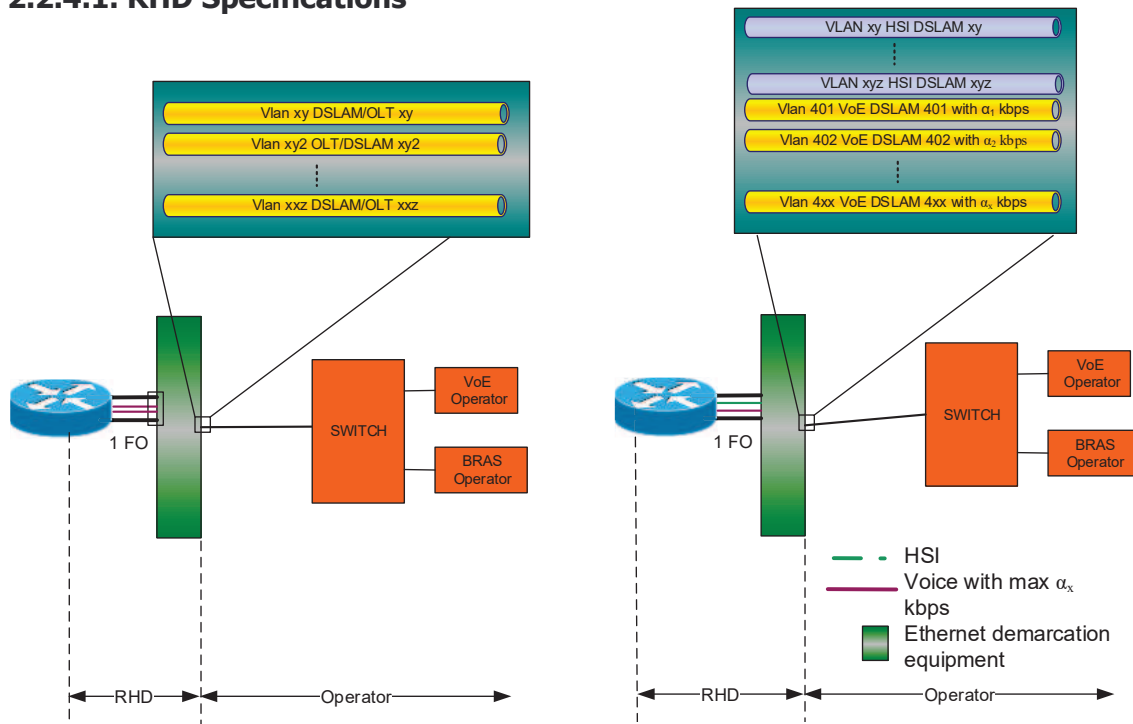 2.2.4.1. RHD Specifications
Vlan xy DSLAM/OLT xy
Vlan xy2 OLT/DSLAM xy2
Vlan xxz DSLAM/OLT xxz
1 FO
SWITCH
VoE
Operator
BRAS
Operator
RHD
Operator
VLAN xy HSI DSLAM xy
VLAN xyz HSI DSLAM xyz
Vlan 401 VoE DSLAM 401 with α₁ kbps
Vlan 402 VoE DSLAM 402 with α₂ kbps
Vlan 4xx VoE DSLAM 4xx with αₓ kbps
1 FO
SWITCH
VoE
Operator
BRAS
Operator
HSI
Voice with max αₓ
kbps
Ethernet demarcation
equipment
RHD
Operator